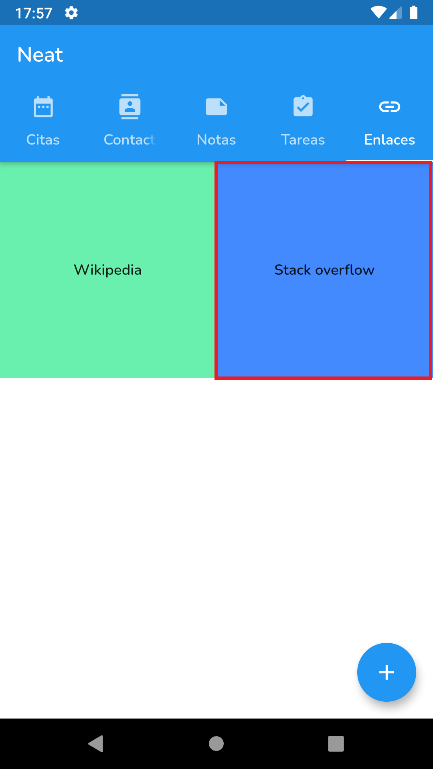 17:57
Neat
Citas Contact Notas Tareas Enlaces
Wikipedia Stack overflow